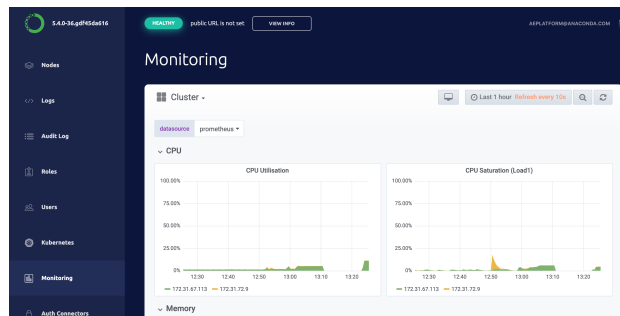 5.4.0-36.gdf45da616
HEALTHY public URL is not set VIEW INFO
AEPLATFORM@ANACONDA.COM
Nodes
Logs
Audit Log
Roles
Users
Kubernetes
Monitoring
Auth Connectors
Monitoring
Cluster
Last 1 hour Refresh every 10s
datasource prometheus
CPU
CPU Utilisation
100.00%
75.00%
50.00%
25.00%
0%
12:30 12:40 12:50 13:00 13:10 13:20
172.31.67.113 172.31.72.9
CPU Saturation (Load1)
100.00%
75.00%
50.00%
25.00%
0%
12:30 12:40 12:50 13:00 13:10 13:20
172.31.67.113 172.31.72.9
Memory